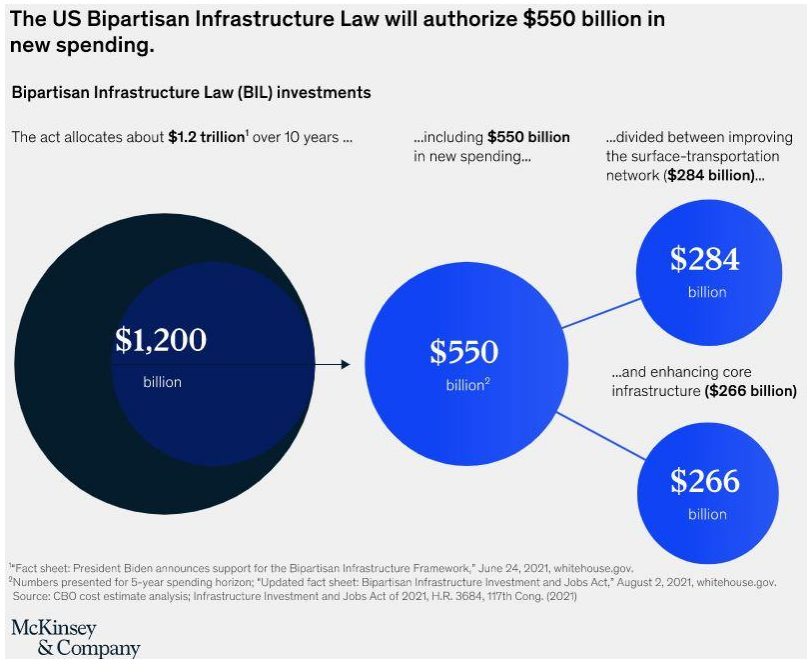 The US Bipartisan Infrastructure Law will authorize $550 billion in
new spending.
Bipartisan Infrastructure Law (BIL) investments
The act allocates about $1.2 trillion¹ over 10 years ...
...including $550 billion
in new spending...
...divided between improving
the surface-transportation
network ($284 billion)...
$1,200
billion
$550
billion²
$284
billion
...and enhancing core
infrastructure ($266 billion)
$266
billion
¹"Fact sheet: President Biden announces support for the Bipartisan Infrastructure Framework," June 24, 2021, whitehouse.gov.
²Numbers presented for 5-year spending horizon; "Updated fact sheet: Bipartisan Infrastructure Investment and Jobs Act," August 2, 2021, whitehouse.gov.
Source: CBO cost estimate analysis; Infrastructure Investment and Jobs Act of 2021, H.R. 3684, 117th Cong. (2021)
McKinsey
& Company